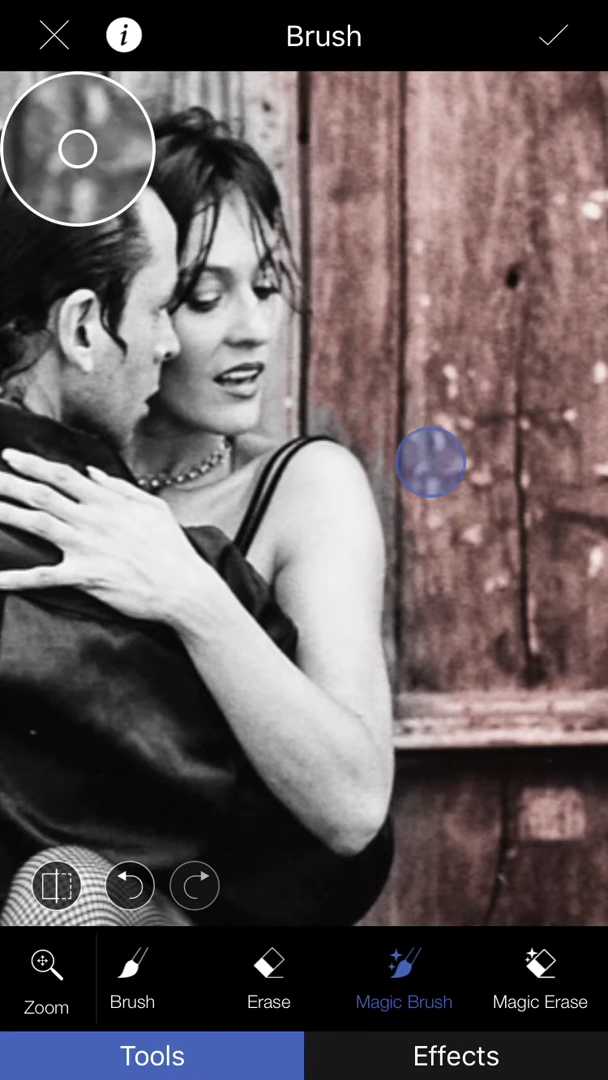 i
Brush
Zoom
Brush
Erase
Magic Brush
Magic Erase
Tools
Effects